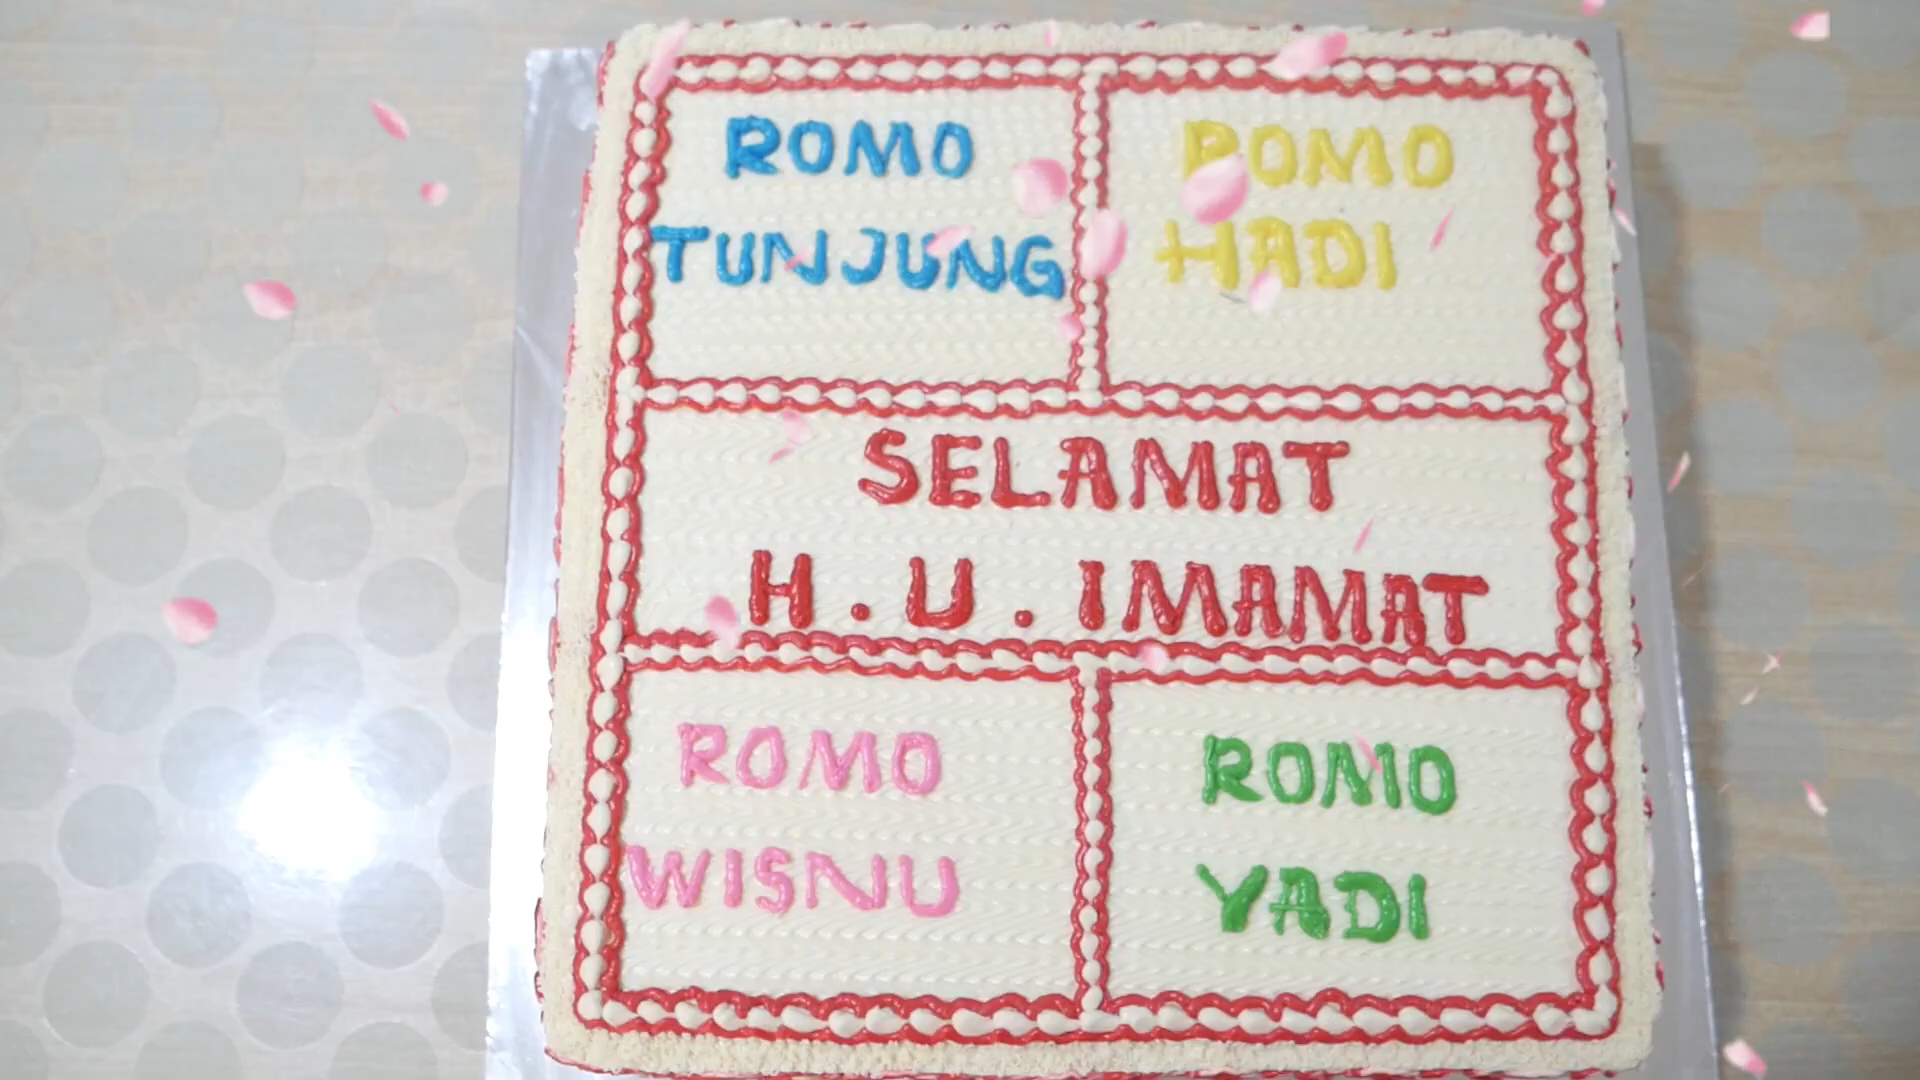 ROMO
TUNJUNG
ROMO
HADI
SELAMAT
H.U.IMAMAT
ROMO
WISNU
ROMO
YADI